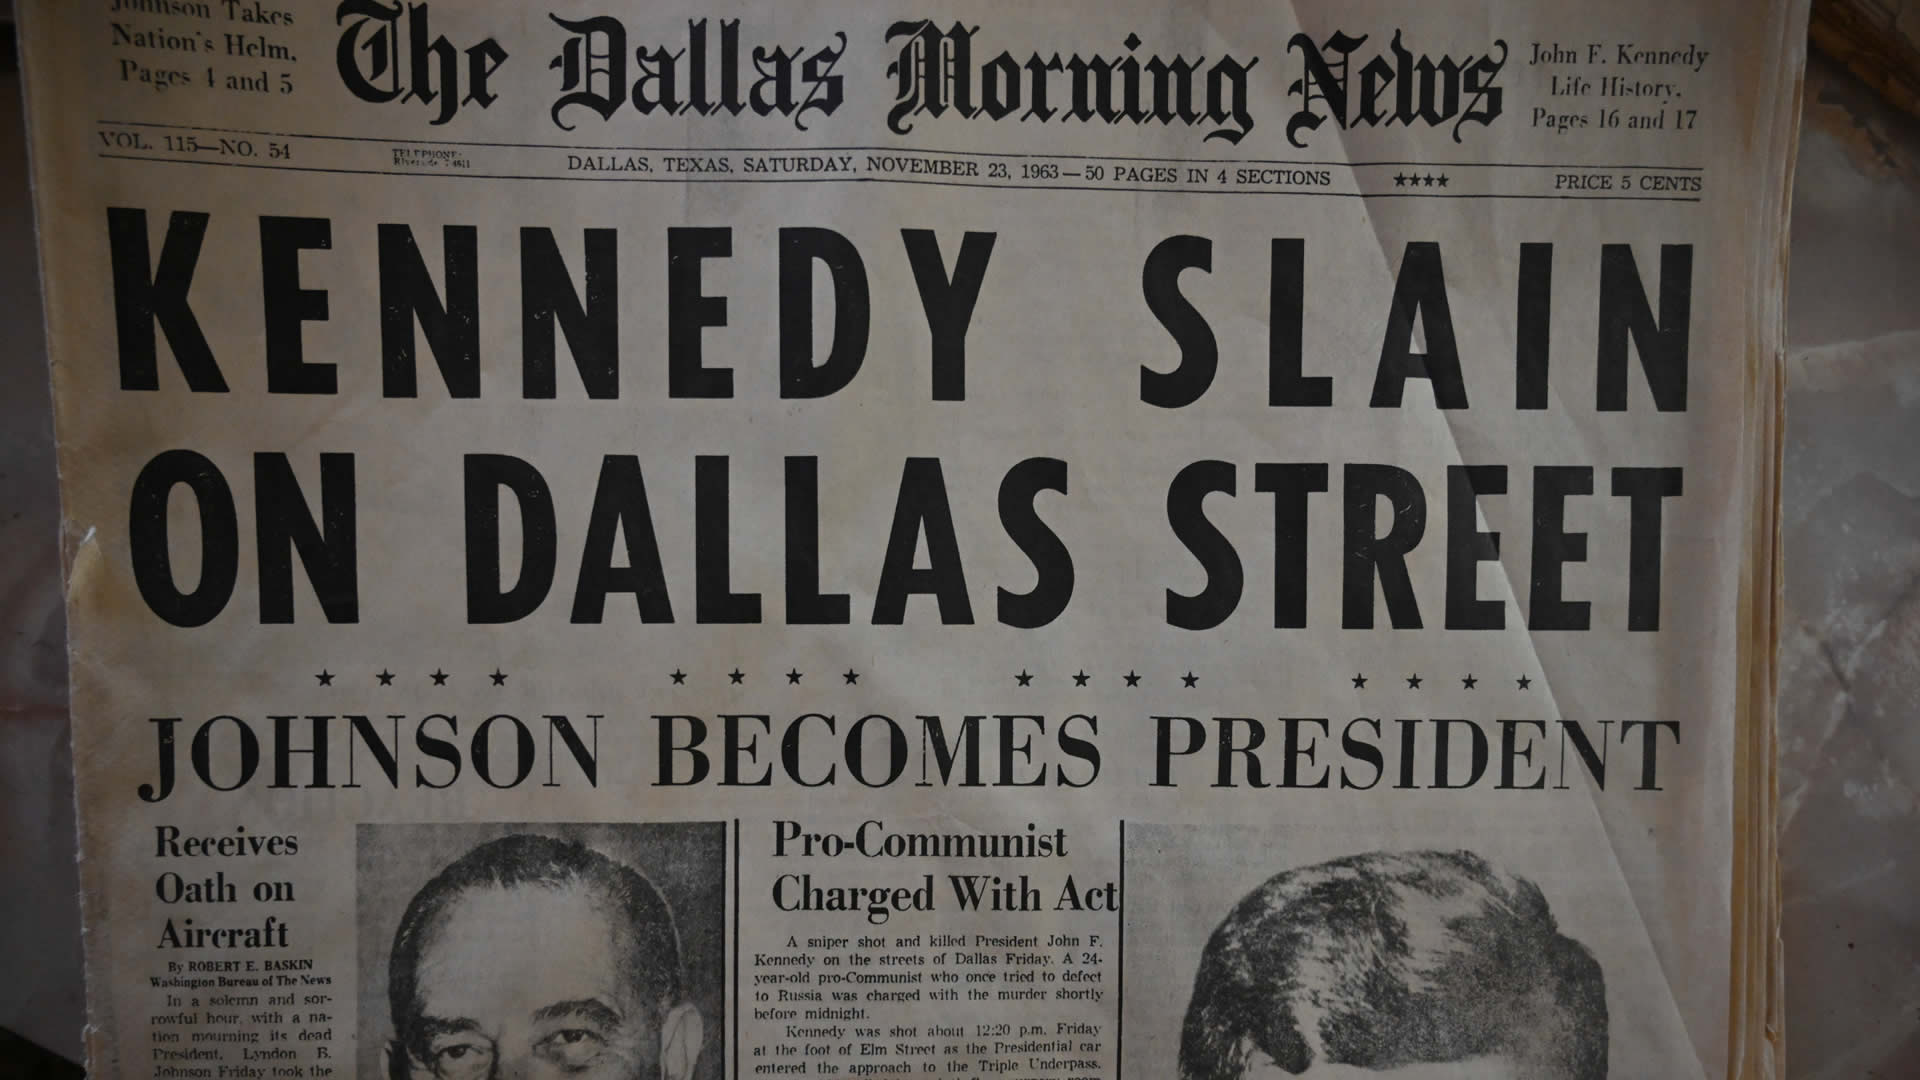 Johnson Takes
Nation's Helm,
Pages 4 and 5
The Dallas Morning News
John F. Kennedy
Life History,
Pages 16 and 17
VOL. 115—NO. 54
TELEPHONE:
DALLAS, TEXAS, SATURDAY, NOVEMBER 23, 1963—50 PAGES IN 4 SECTIONS
★★★★
PRICE 5 CENTS
KENNEDY SLAIN
ON DALLAS STREET
★ ★ ★ ★ ★ ★ ★ ★ ★ ★ ★ ★ ★ ★ ★ ★
JOHNSON BECOMES PRESIDENT
Receives
Oath on
Aircraft
By ROBERT E. BASKIN
Washington Bureau of The News
In a solemn and sor-
rowful hour, with a na-
tion mourning its dead
President, Lyndon B.
Johnson Friday took the
Pro-Communist
Charged With Act
A sniper shot and killed President John F.
Kennedy on the streets of Dallas Friday. A 24-
year-old pro-Communist who once tried to defect
to Russia was charged with the murder shortly
before midnight.
Kennedy was shot about 12:20 p.m. Friday
at the foot of Elm Street as the Presidential car
entered the approach to the Triple Underpass.